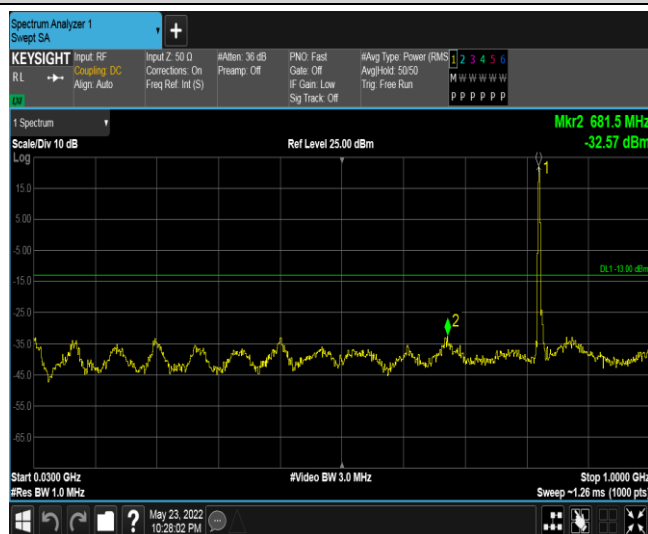 Spectrum Analyzer 1
Swept SA
+
KEYSIGHT
RL
LXI
Input: RF
Coupling: DC
Align: Auto
Input Z: 50 Ω
Corrections: On
Freq Ref: Int (S)
#Atten: 36 dB
Preamp: Off
PNO: Fast
Gate: Off
IF Gain: Low
Sig Track: Off
#Avg Type: Power (RMS
Avg|Hold: 50/50
Trig: Free Run
1 2 3 4 5 6
M W W W W W
P P P P P P
1 Spectrum
Mkr2 681.5 MHz
-32.57 dBm
Scale/Div 10 dB
Ref Level 25.00 dBm
Log
15.0
5.00
-5.00
-15.0
-25.0
-35.0
-45.0
-55.0
-65.0
1
2
DL1 -13.00 dBm
Start 0.0300 GHz
#Video BW 3.0 MHz
Stop 1.0000 GHz
#Res BW 1.0 MHz
Sweep ~1.26 ms (1000 pts)
?
May 23, 2022
10:28:02 PM